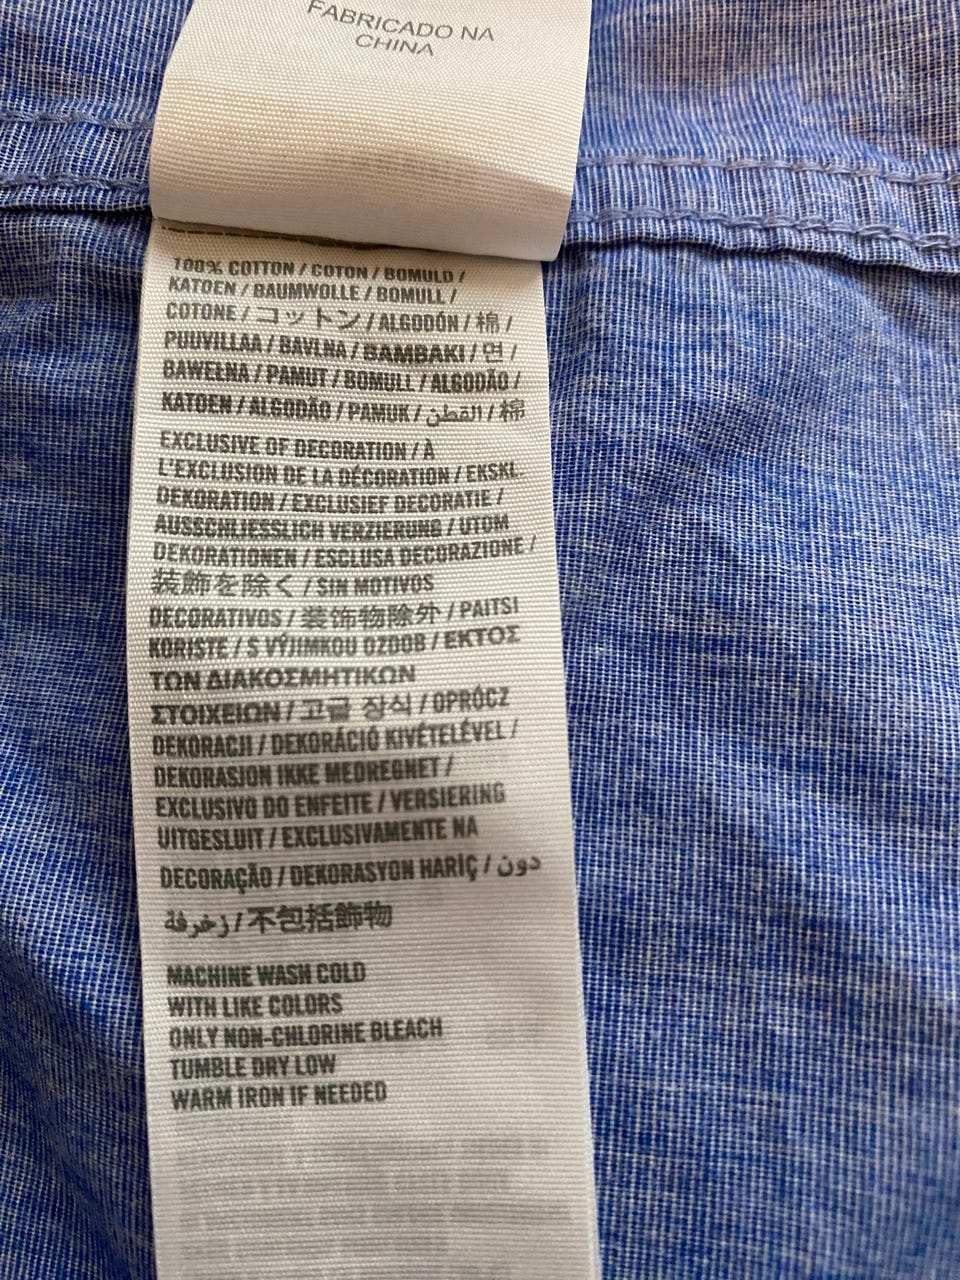 FABRICADO NA
CHINA
100% COTTON / COTON / BOMULD /
KATOEN / BAUMWOLLE / BOMULL /
COTONE / コットン / ALGODÓN / 棉 /
PUUVILLAA / BAVLNA / BAMBAKI / 면 /
BAWEŁNA / PAMUT / BOMULL / ALGODÃO /
KATOEN / ALGODÃO / PAMUK / القطن / 棉
EXCLUSIVE OF DECORATION / À
L'EXCLUSION DE LA DÉCORATION / EKSKL.
DEKORATION / EXCLUSIEF DECORATIE /
AUSSCHLIESSLICH VERZIERUNG / UTOM
DEKORATIONEN / ESCLUSA DECORAZIONE /
装飾を除く / SIN MOTIVOS
DECORATIVOS / 装饰物除外 / PAITSI
KORISTE / S VÝJIMKOU OZDOB / ΕΚΤΟΣ
ΤΩΝ ΔΙΑΚΟΣΜΗΤΙΚΩΝ
ΣΤΟΙΧΕΙΩΝ / 고글 장식 / OPRÓCZ
DEKORACJI / DEKORÁCIÓ KIVÉTELÉVEL /
DEKORASJON IKKE MEDREGNET /
EXCLUSIVO DO ENFEITE / VERSIERING
UITGESLUIT / EXCLUSIVAMENTE NA
DECORAÇÃO / DEKORASYON HARİÇ / دون
زخرفة / 不包括飾物
MACHINE WASH COLD
WITH LIKE COLORS
ONLY NON-CHLORINE BLEACH
TUMBLE DRY LOW
WARM IRON IF NEEDED